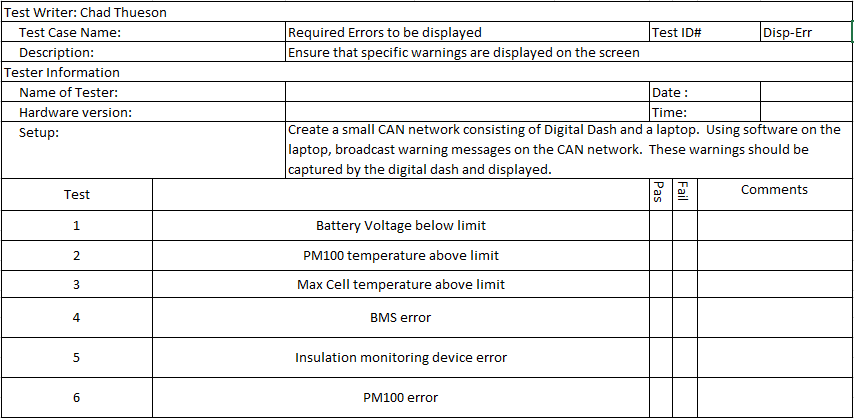 Test Writer: Chad Thueson
Test Case Name: Required Errors to be displayed Test ID# Disp-Err
Description: Ensure that specific warnings are displayed on the screen
Tester Information
Name of Tester: Date :
Hardware version: Time:
Setup: Create a small CAN network consisting of Digital Dash and a laptop. Using software on the
laptop, broadcast warning messages on the CAN network. These warnings should be
captured by the digital dash and displayed.
Test Pas Fail Comments
1 Battery Voltage below limit
2 PM100 temperature above limit
3 Max Cell temperature above limit
4 BMS error
5 Insulation monitoring device error
6 PM100 error